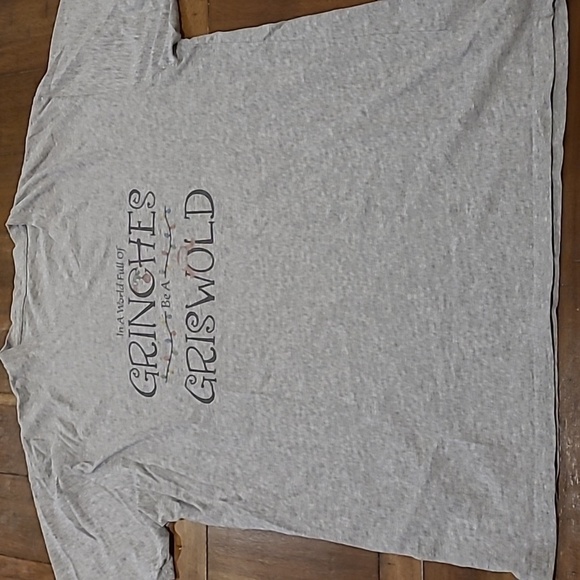 In A World Full Of
GRINCHES
Be A
GRISWOLD